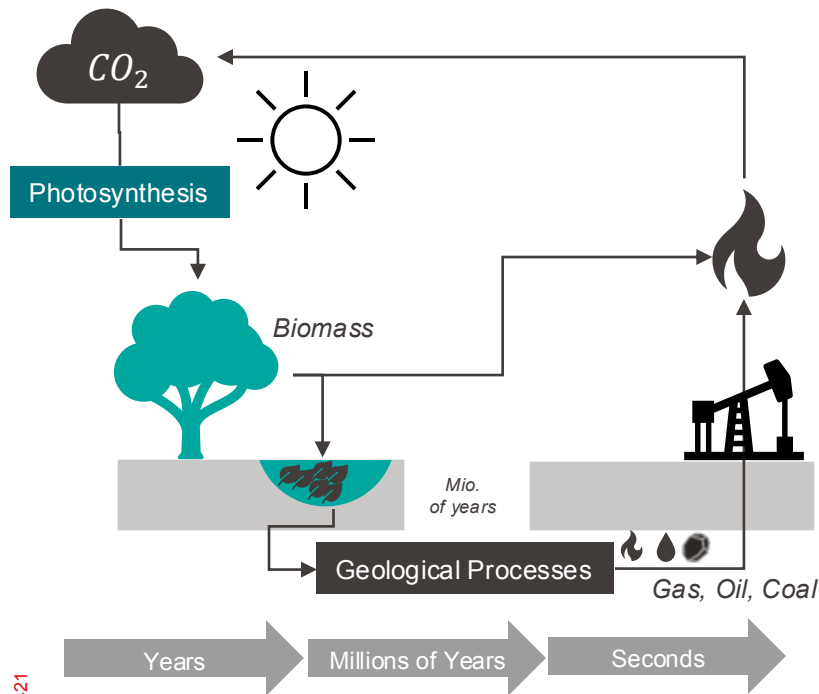 CO₂
Photosynthesis
Biomass
Mio.
of years
Geological Processes
Gas, Oil, Coal
Years
Millions of Years
Seconds